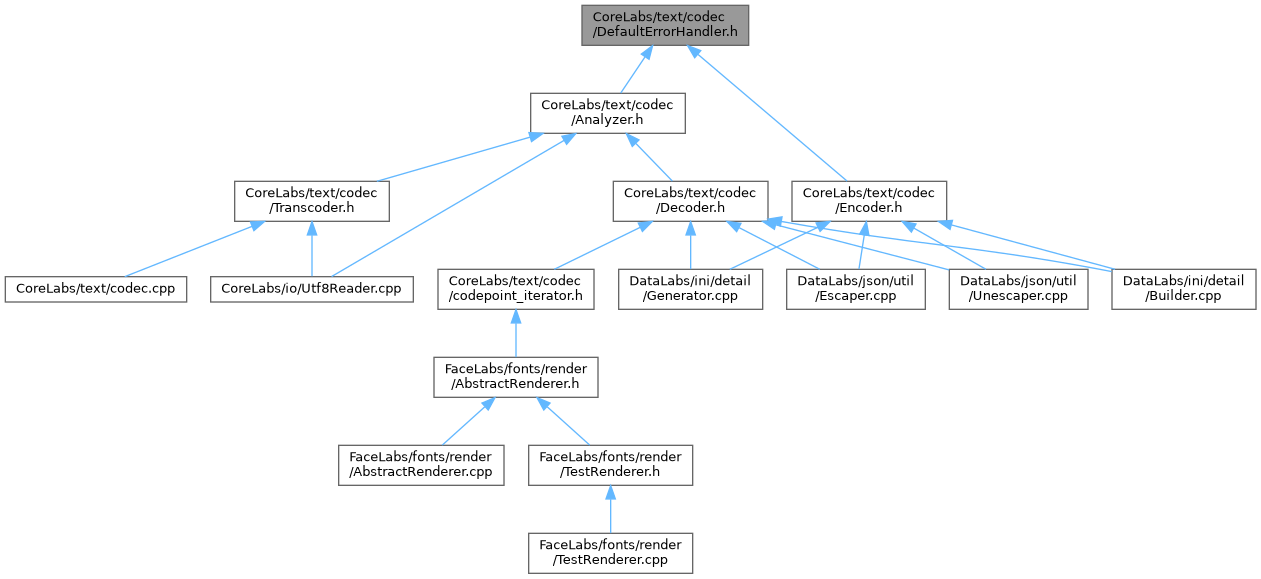 CoreLabs/text/codec
/DefaultErrorHandler.h
CoreLabs/text/codec
/Analyzer.h
CoreLabs/text/codec
/Transcoder.h
CoreLabs/text/codec
/Decoder.h
CoreLabs/text/codec
/Encoder.h
CoreLabs/text/codec.cpp
CoreLabs/io/Utf8Reader.cpp
CoreLabs/text/codec
/codepoint_iterator.h
DataLabs/ini/detail
/Generator.cpp
DataLabs/json/util
/Escaper.cpp
DataLabs/json/util
/Unescaper.cpp
DataLabs/ini/detail
/Builder.cpp
FaceLabs/fonts/render
/AbstractRenderer.h
FaceLabs/fonts/render
/AbstractRenderer.cpp
FaceLabs/fonts/render
/TestRenderer.h
FaceLabs/fonts/render
/TestRenderer.cpp